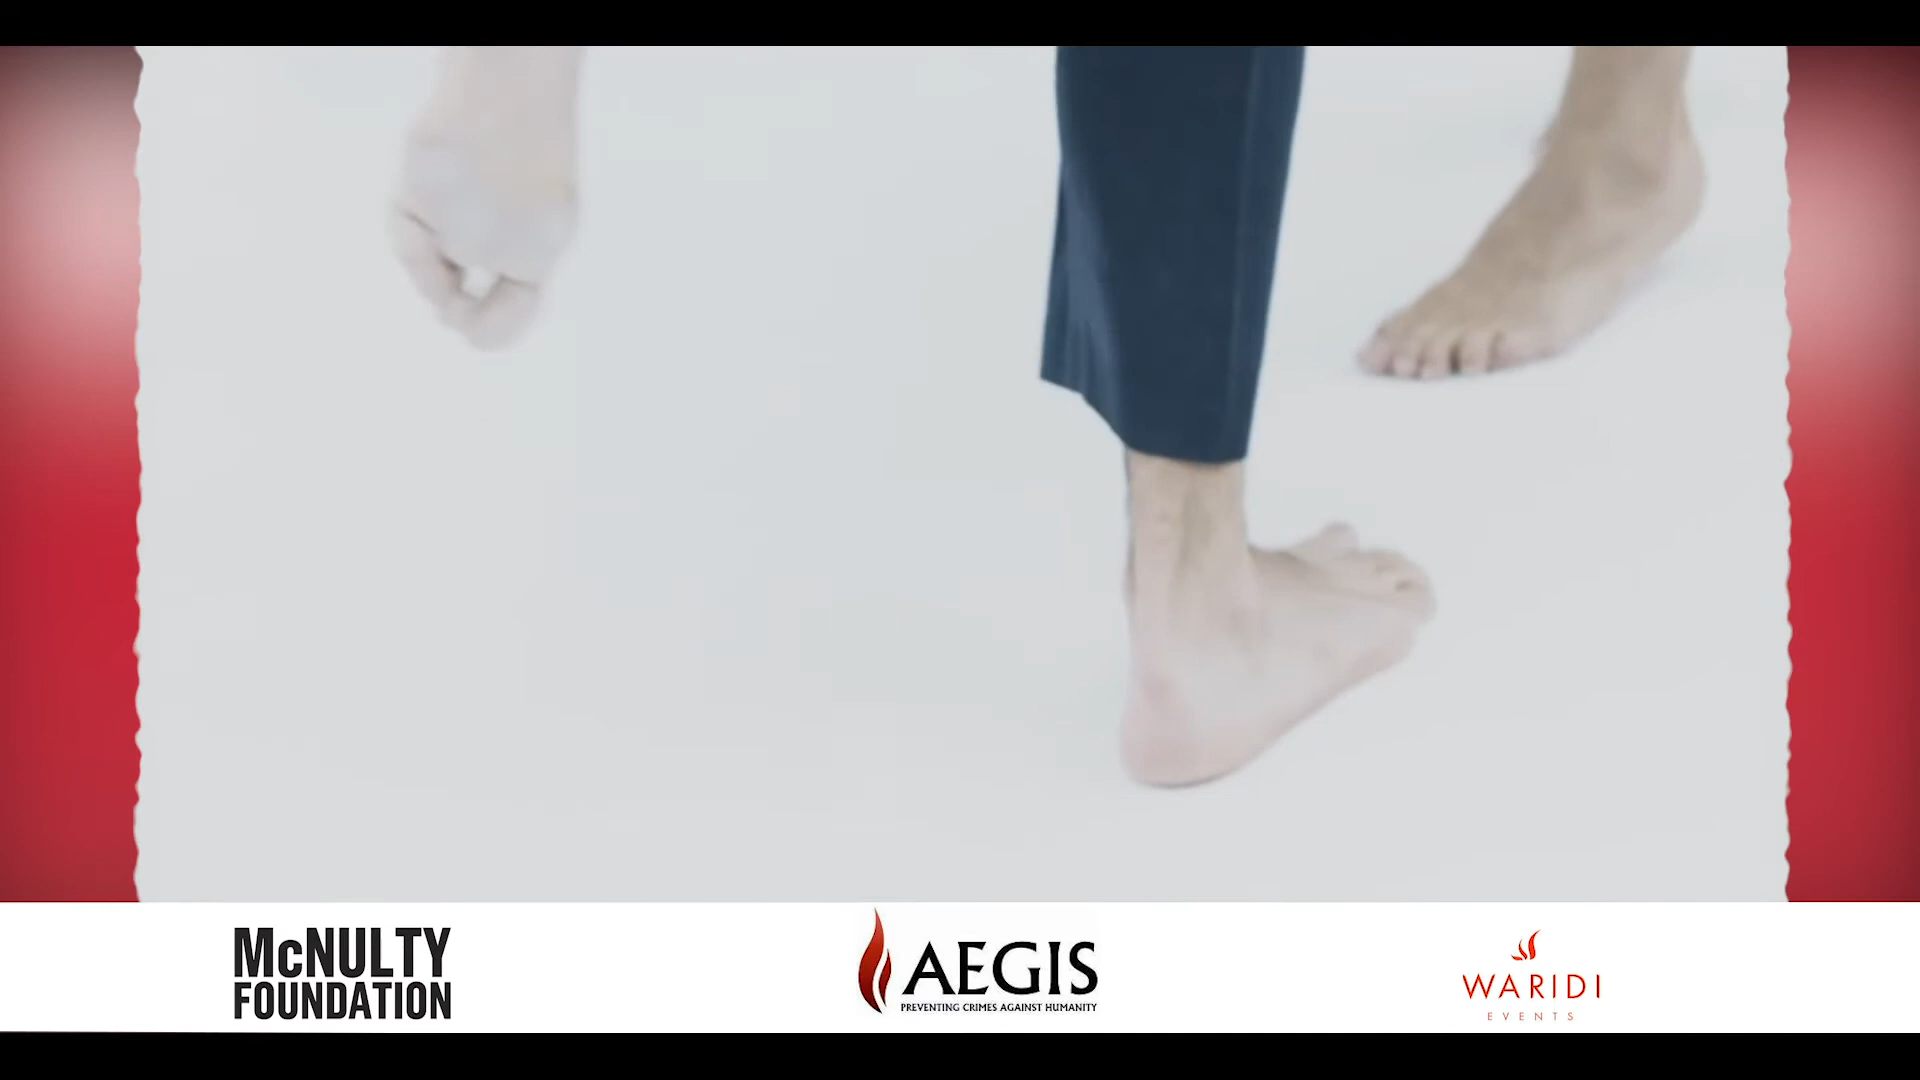 McNULTY
FOUNDATION
AEGIS
PREVENTING CRIMES AGAINST HUMANITY
WARIDI
EVENTS